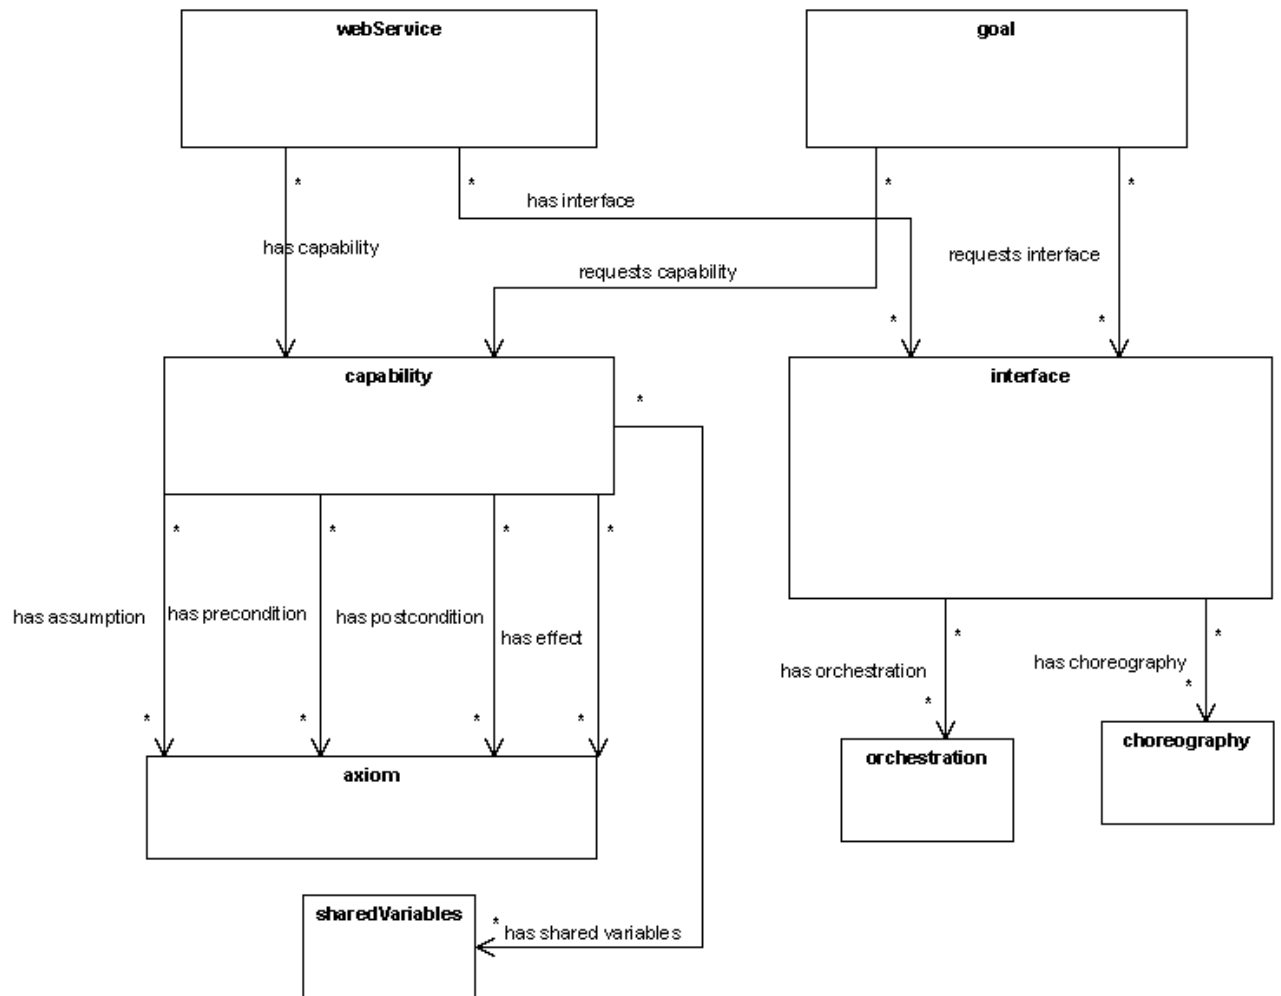 webService
goal
* * * *
has interface
has capability
requests interface
requests capability
* *
capability
interface
*
* * * *
has assumption
has precondition
has postcondition
has effect
* *
has choreography
has orchestration
* *
* * * *
choreography
orchestration
axiom
sharedVariables
*
has shared variables